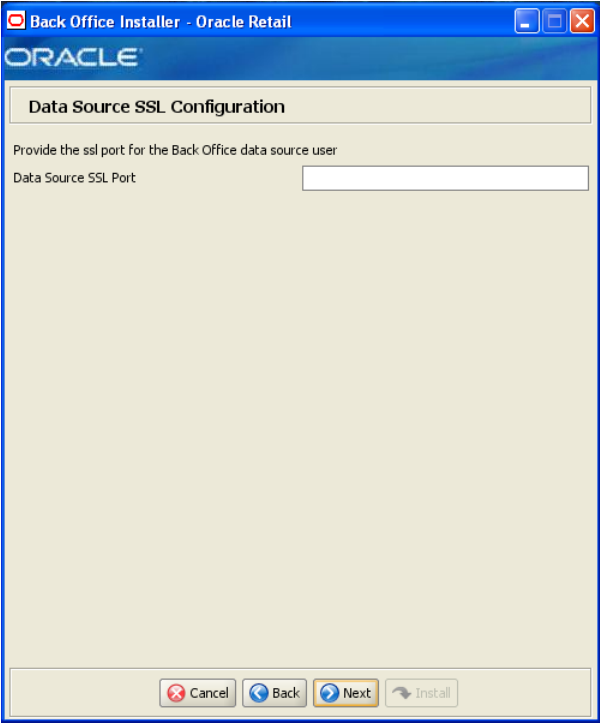 Back Office Installer - Oracle Retail
ORACLE
Data Source SSL Configuration
Provide the ssl port for the Back Office data source user
Data Source SSL Port
Cancel Back Next Install